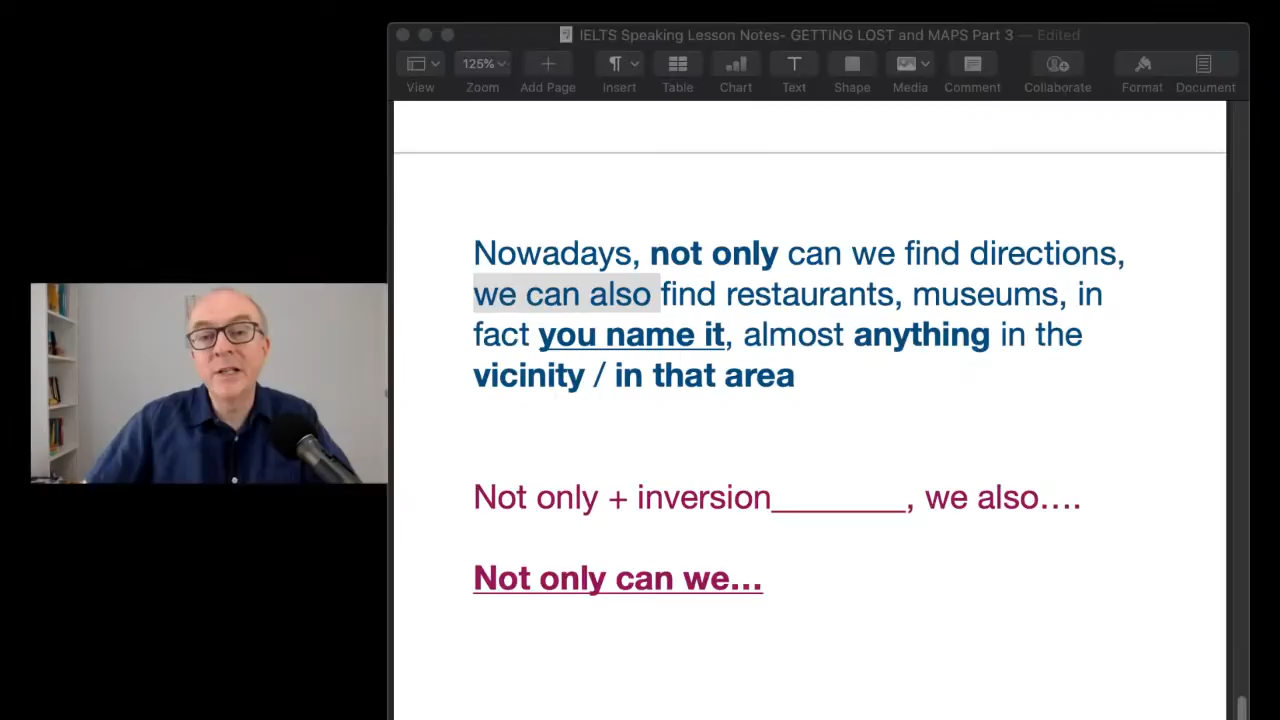 IELTS Speaking Lesson Notes- GETTING LOST and MAPS Part 3 — Edited
125%
View Zoom Add Page Insert Table Chart Text Shape Media Comment Collaborate Format Document
Nowadays, not only can we find directions,
we can also find restaurants, museums, in
fact you name it, almost anything in the
vicinity / in that area
Not only + inversion________, we also....
Not only can we...